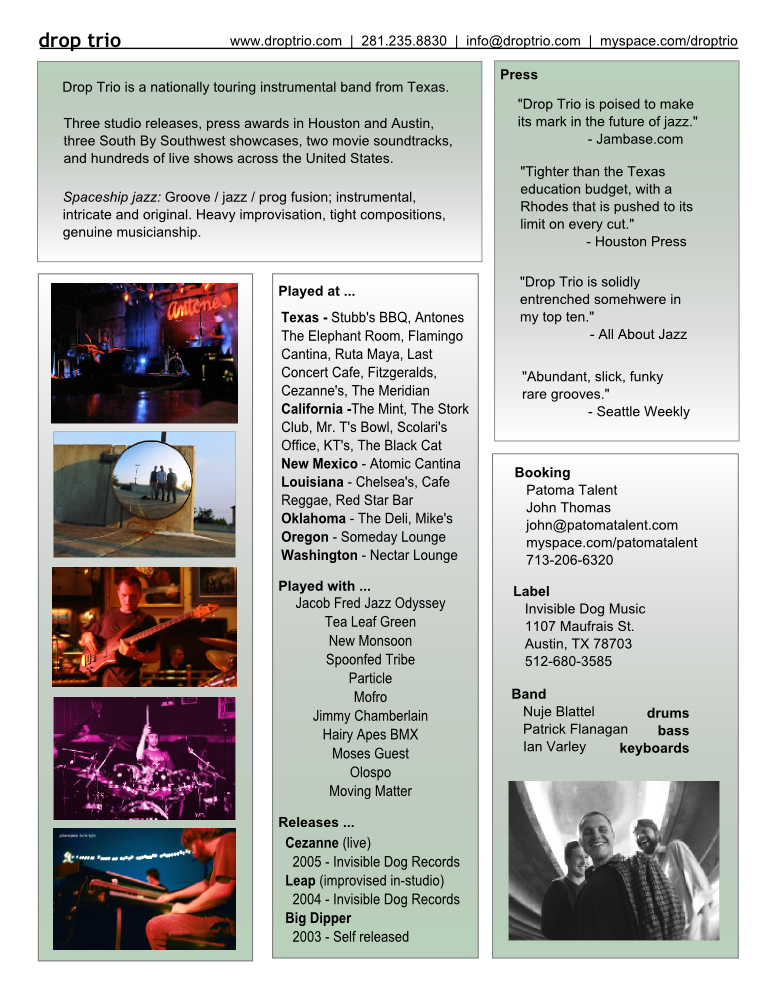 drop trio
www.droptrio.com | 281.235.8830 | info@droptrio.com | myspace.com/droptrio
Drop Trio is a nationally touring instrumental band from Texas.
Three studio releases, press awards in Houston and Austin,
three South By Southwest showcases, two movie soundtracks,
and hundreds of live shows across the United States.
Spaceship jazz: Groove / jazz / prog fusion; instrumental,
intricate and original. Heavy improvisation, tight compositions,
genuine musicianship.
Press
"Drop Trio is poised to make
its mark in the future of jazz."
- Jambase.com
"Tighter than the Texas
education budget, with a
Rhodes that is pushed to its
limit on every cut."
- Houston Press
"Drop Trio is solidly
entrenched somehwere in
my top ten."
- All About Jazz
"Abundant, slick, funky
rare grooves."
- Seattle Weekly
Antone's
Played at ...
Texas - Stubb's BBQ, Antones
The Elephant Room, Flamingo
Cantina, Ruta Maya, Last
Concert Cafe, Fitzgeralds,
Cezanne's, The Meridian
California -The Mint, The Stork
Club, Mr. T's Bowl, Scolari's
Office, KT's, The Black Cat
New Mexico - Atomic Cantina
Louisiana - Chelsea's, Cafe
Reggae, Red Star Bar
Oklahoma - The Deli, Mike's
Oregon - Someday Lounge
Washington - Nectar Lounge
Played with ...
Jacob Fred Jazz Odyssey
Tea Leaf Green
New Monsoon
Spoonfed Tribe
Particle
Mofro
Jimmy Chamberlain
Hairy Apes BMX
Moses Guest
Olospo
Moving Matter
Releases ...
Cezanne (live)
2005 - Invisible Dog Records
Leap (improvised in-studio)
2004 - Invisible Dog Records
Big Dipper
2003 - Self released
Booking
Patoma Talent
John Thomas
john@patomatalent.com
myspace.com/patomatalent
713-206-6320
Label
Invisible Dog Music
1107 Maufrais St.
Austin, TX 78703
512-680-3585
Band
Nuje Blattel drums
Patrick Flanagan bass
Ian Varley keyboards